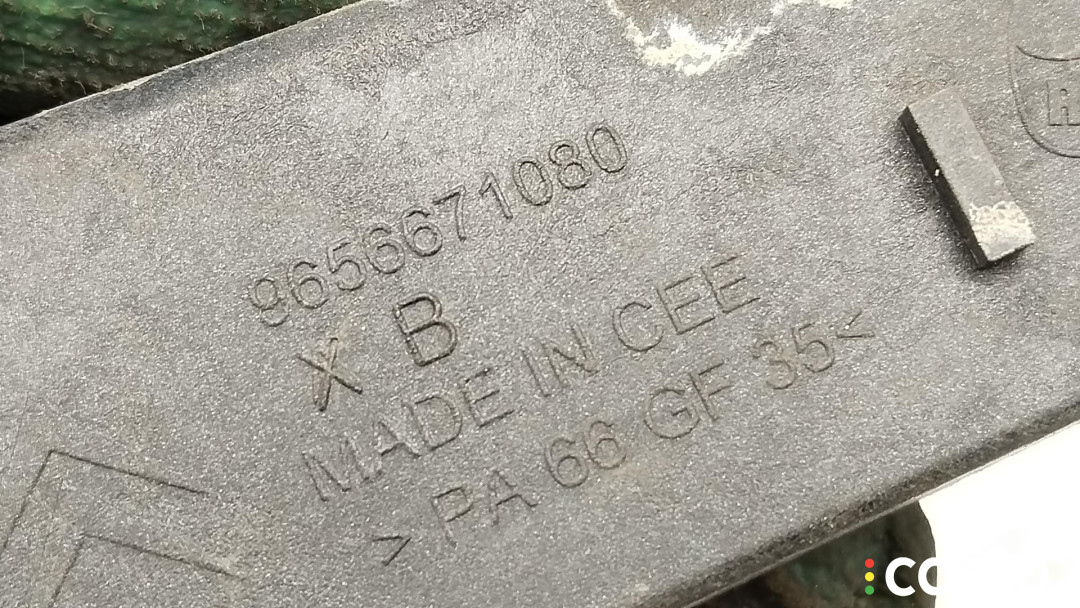 9656671080
X B
MADE IN CEE
>PA 66 GF 35<